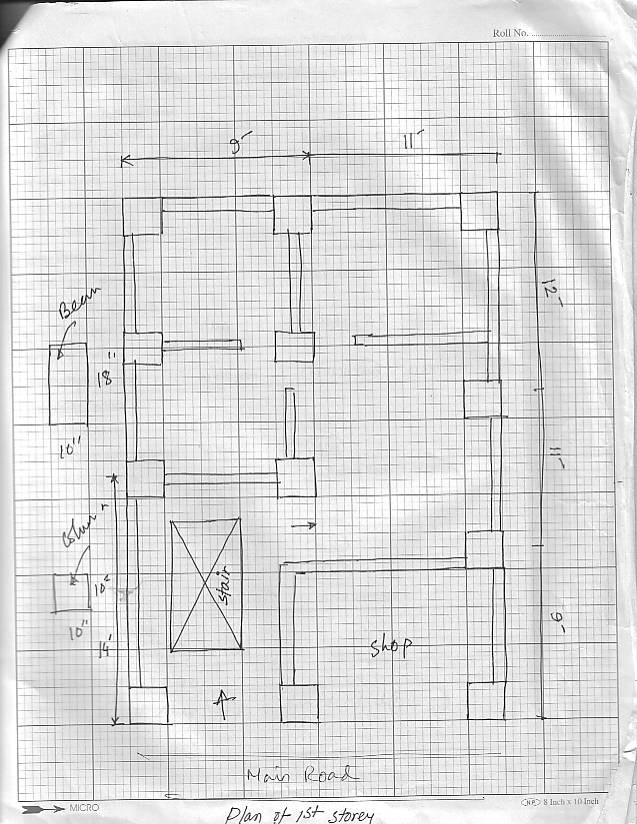 Roll No.
9'
11'
12'
Beam
18"
10"
11'
Column
10"
10"
stair
9'
14'
shop
Main Road
MICRO
NP 8 Inch x 10 Inch
Plan of 1st storey